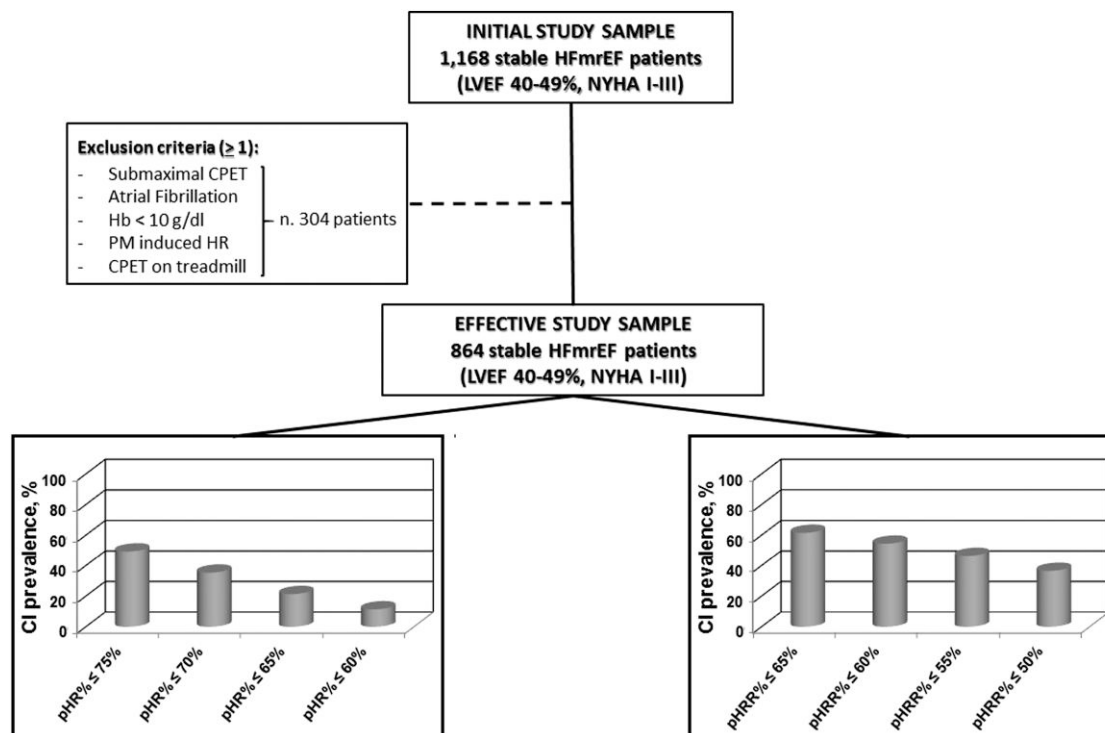 INITIAL STUDY SAMPLE
1,168 stable HFmrEF patients
(LVEF 40-49%, NYHA I-III)
Exclusion criteria (≥ 1):
- Submaximal CPET
- Atrial Fibrillation
- Hb < 10 g/dl
- PM induced HR
- CPET on treadmill
n. 304 patients
EFFECTIVE STUDY SAMPLE
864 stable HFmrEF patients
(LVEF 40-49%, NYHA I-III)
CI prevalence, %
100
80
60
40
20
0
pHR% ≤ 75%
pHR% ≤ 70%
pHR% ≤ 65%
pHR% ≤ 60%
CI prevalence, %
100
80
60
40
20
0
pHRR% ≤ 65%
pHRR% ≤ 60%
pHRR% ≤ 55%
pHRR% ≤ 50%